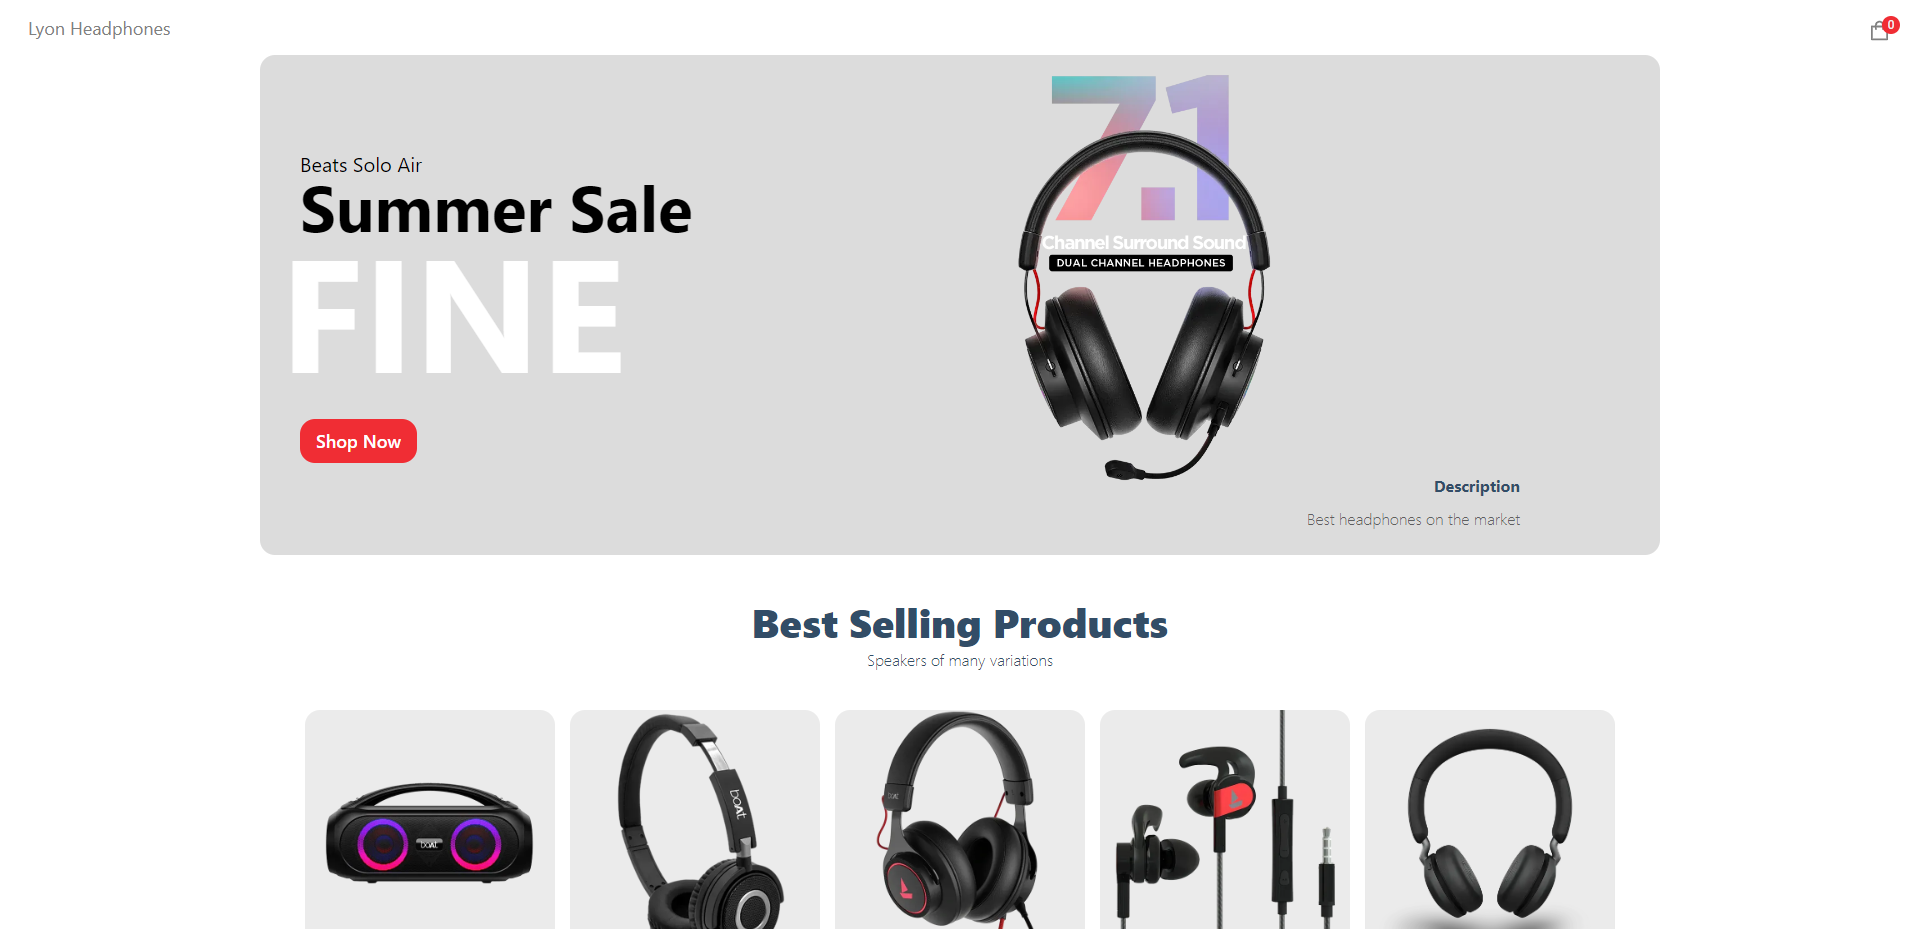 Lyon Headphones
0
Beats Solo Air
Summer Sale
FINE
Shop Now
7.1
Channel Surround Sound
DUAL CHANNEL HEADPHONES
Description
Best headphones on the market
Best Selling Products
Speakers of many variations
boAt
boAt
boAt